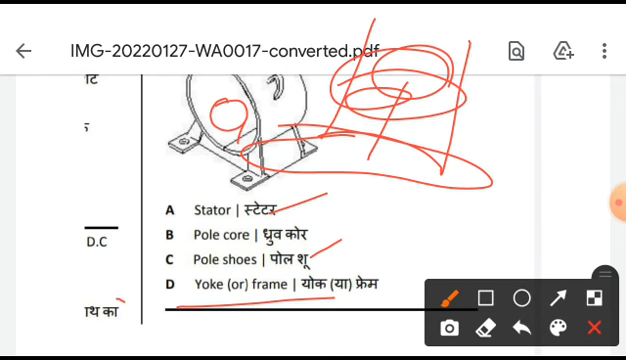 IMG-20220127-WA0017-converted.pdf
D.C
थ का
A Stator | स्टेटर
B Pole core | ध्रुव कोर
C Pole shoes | पोल शू
D Yoke (or) frame | योक (या) फ्रेम